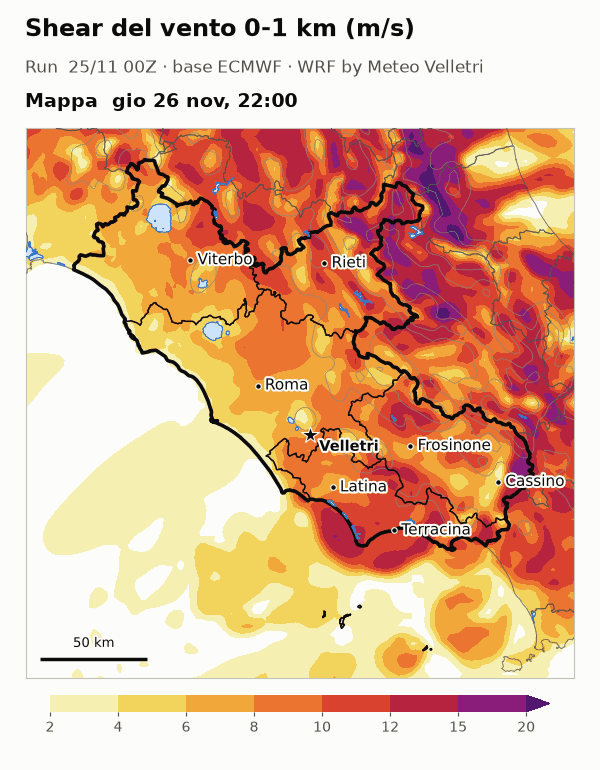 Shear del vento 0-1 km (m/s)
Run  25/11 00Z · base ECMWF · WRF by Meteo Velletri
Mappa  gio 26 nov, 22:00
Viterbo
Rieti
Roma
Velletri
Frosinone
Latina
Cassino
Terracina
50 km
2 4 6 8 10 12 15 20